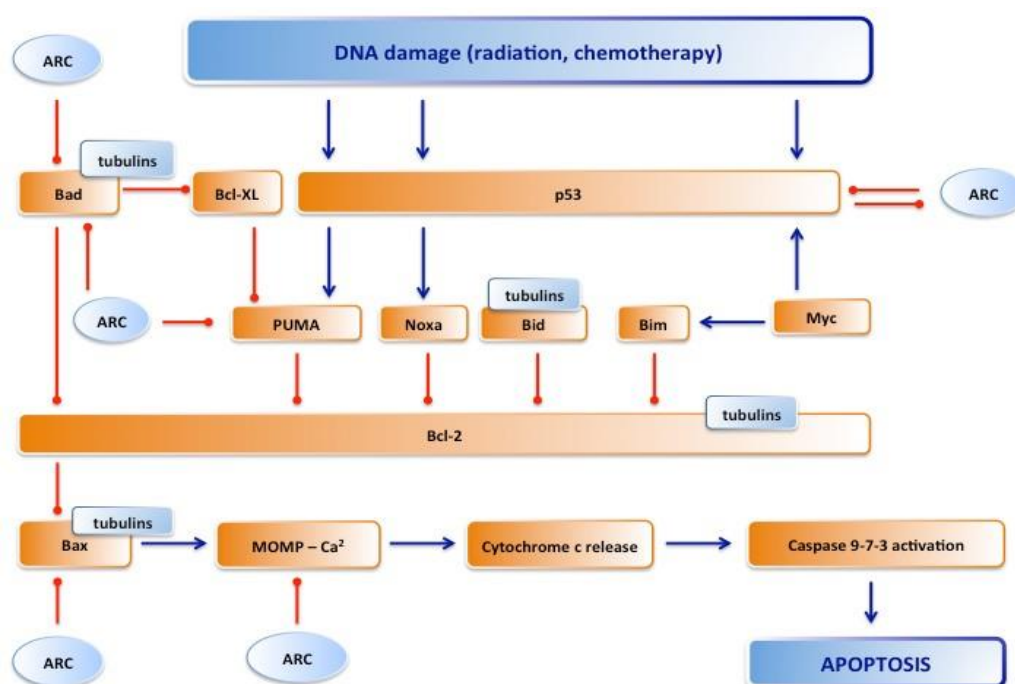 DNA damage (radiation, chemotherapy)
ARC
tubulins
Bad
Bcl-XL
p53
ARC
ARC
PUMA
Noxa
tubulins
Bid
Bim
Myc
tubulins
Bcl-2
tubulins
Bax
MOMP – Ca²
Cytochrome c release
Caspase 9-7-3 activation
ARC
ARC
APOPTOSIS